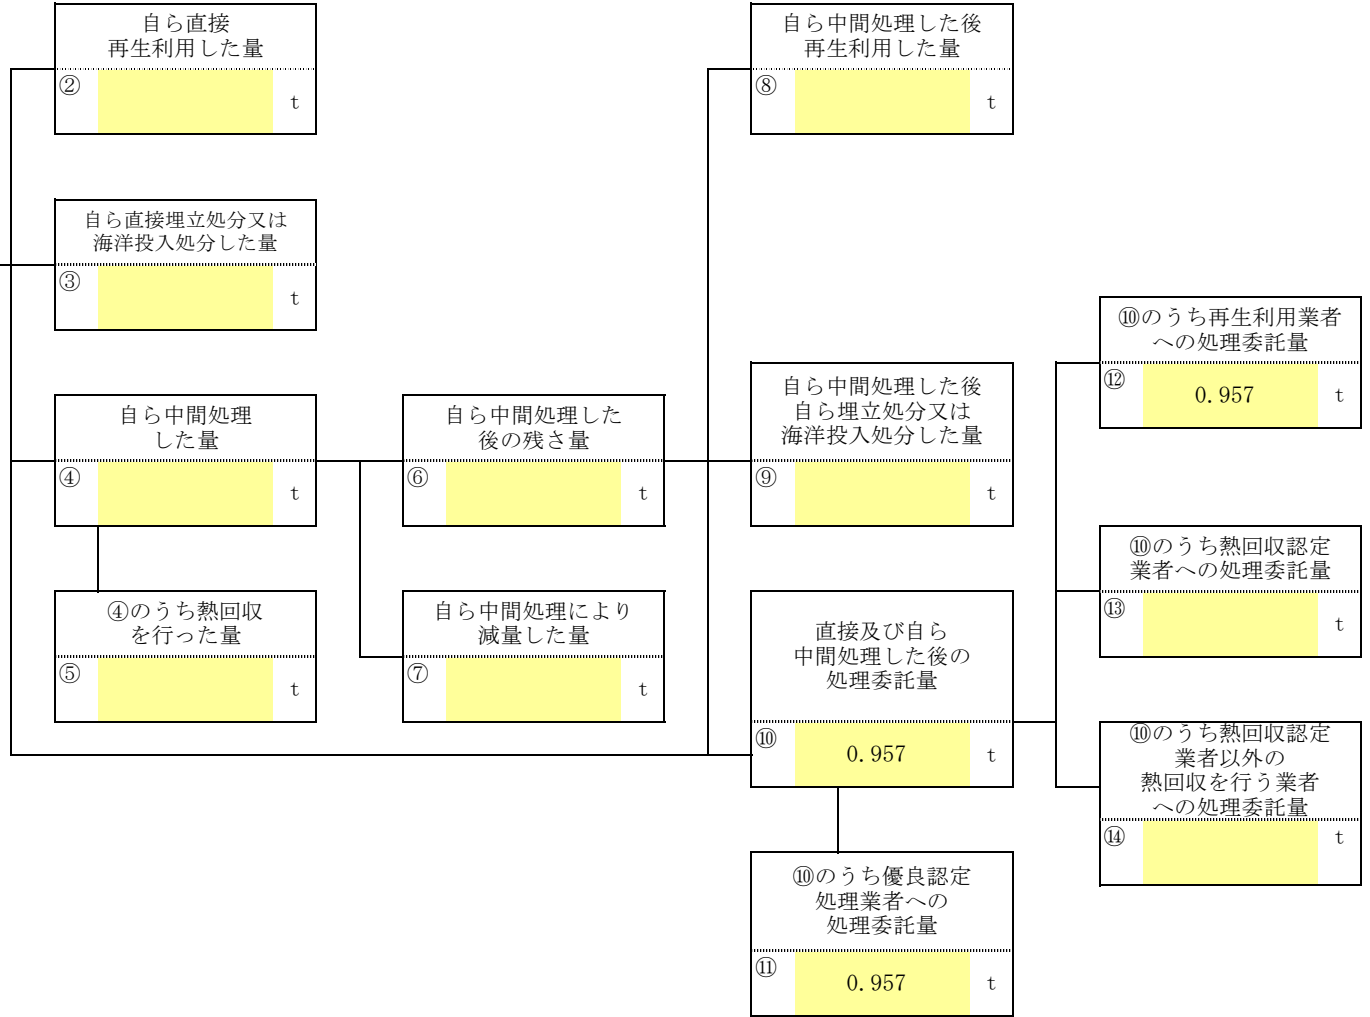 自ら直接
再生利用した量
②
t
自ら直接埋立処分又は
海洋投入処分した量
③
t
自ら中間処理
した量
④
t
④のうち熱回収
を行った量
⑤
t
自ら中間処理した
後の残さ量
⑥
t
自ら中間処理により
減量した量
⑦
t
自ら中間処理した後
再生利用した量
⑧
t
自ら中間処理した後
自ら埋立処分又は
海洋投入処分した量
⑨
t
直接及び自ら
中間処理した後の
処理委託量
⑩ 0.957 t
⑩のうち優良認定
処理業者への
処理委託量
⑪ 0.957 t
⑩のうち再生利用業者
への処理委託量
⑫ 0.957 t
⑩のうち熱回収認定
業者への処理委託量
⑬
t
⑩のうち熱回収認定
業者以外の
熱回収を行う業者
への処理委託量
⑭
t